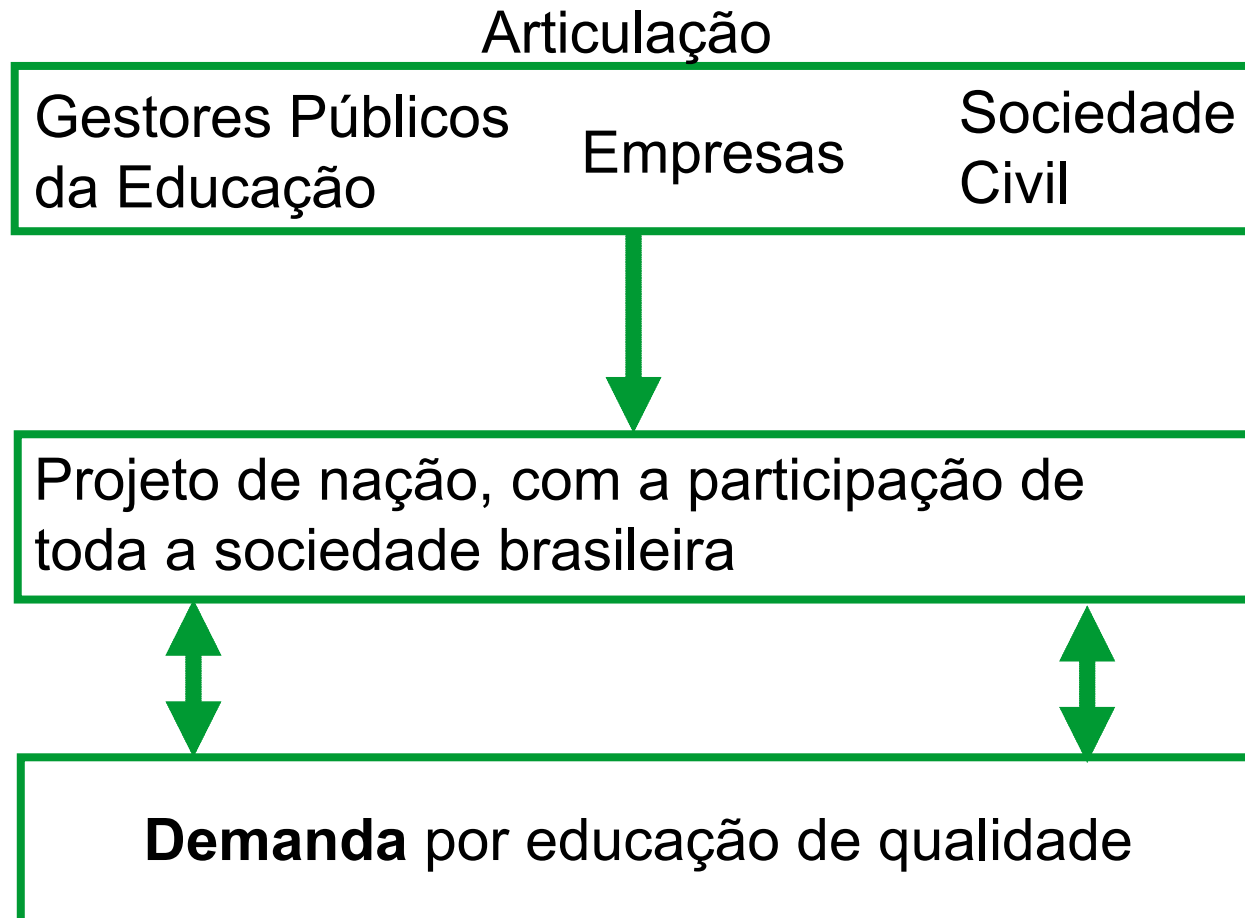 Articulação
Gestores Públicos
da Educação
Empresas
Sociedade
Civil
Projeto de nação, com a participação de
toda a sociedade brasileira
Demanda por educação de qualidade